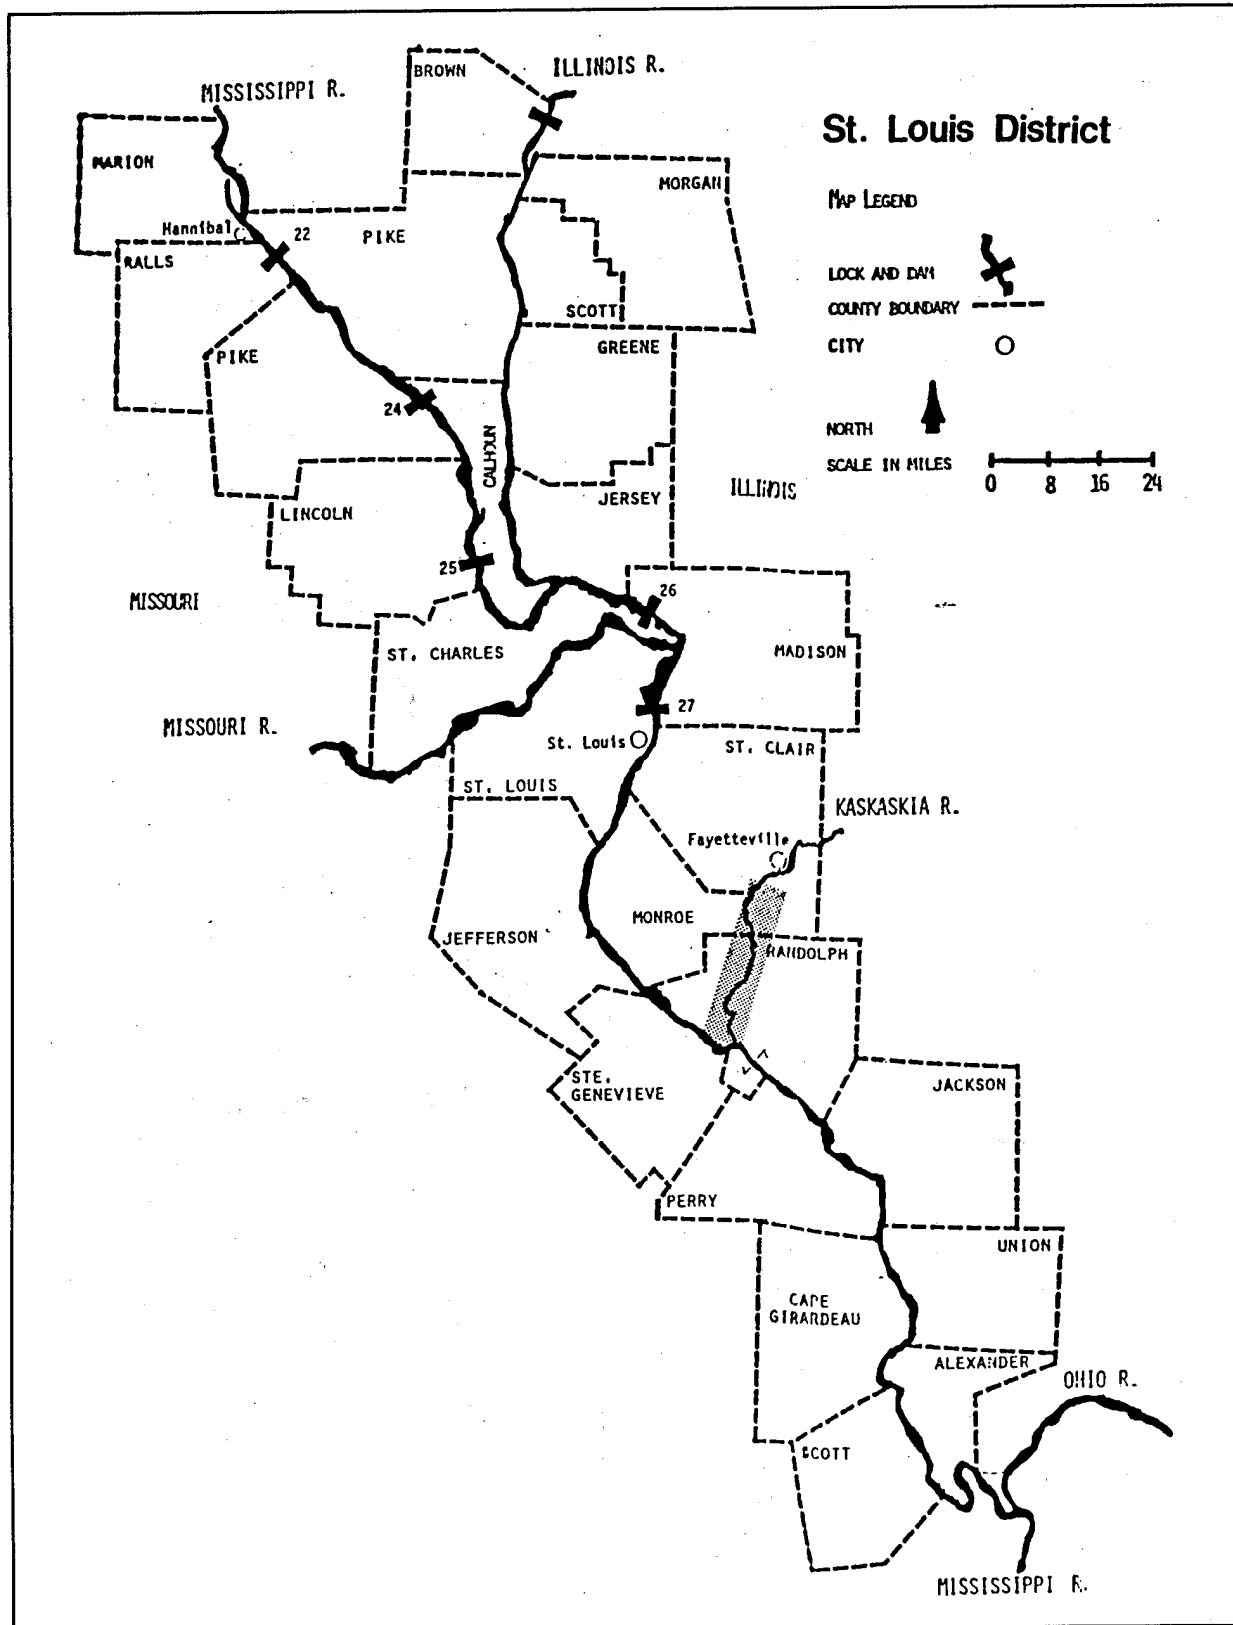 BROWN
ILLINOIS R.
MISSISSIPPI R.
St. Louis District
MARION
MORGAN
MAP LEGEND
Hannibal
22
PIKE
RALLS
LOCK AND DAM
SCOTT
COUNTY BOUNDARY
GREENE
CITY
PIKE
24
NORTH
CALHOUN
SCALE IN MILES
0 8 16 24
ILLINOIS
JERSEY
LINCOLN
25
26
MISSOURI
ST. CHARLES
MADISON
27
MISSOURI R.
St. Louis
ST. CLAIR
ST. LOUIS
KASKASKIA R.
Fayetteville
MONROE
JEFFERSON
RANDOLPH
STE.
GENEVIEVE
JACKSON
PERRY
UNION
CAPE
GIRARDEAU
ALEXANDER
OHIO R.
SCOTT
MISSISSIPPI R.